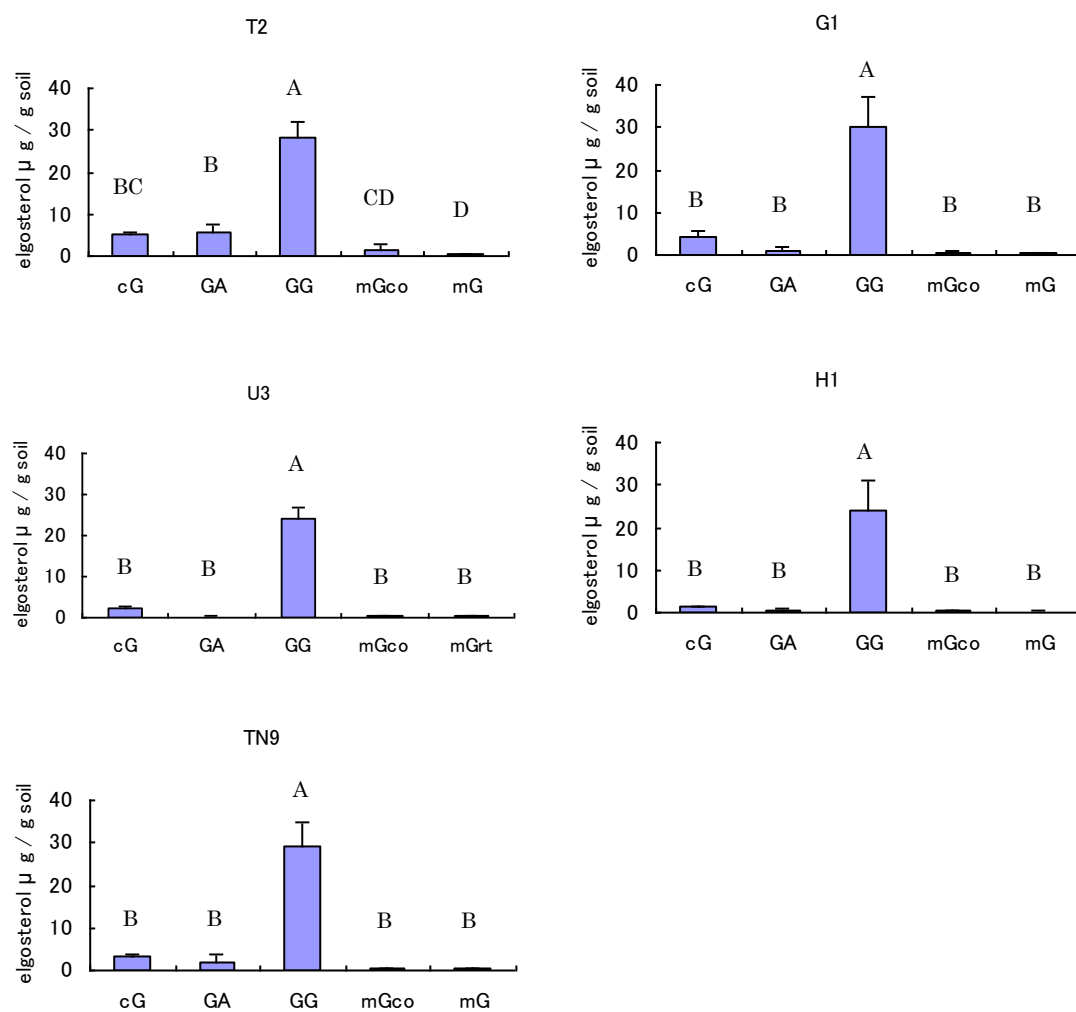 T2
elgosterol μ g / g soil
40
30
20
10
0
BC
B
A
CD
D
cG GA GG mGco mG
G1
elgosterol μ g / g soil
40
30
20
10
0
B
B
A
B
B
cG GA GG mGco mG
U3
elgosterol μ g / g soil
40
30
20
10
0
B
B
A
B
B
cG GA GG mGco mGrt
H1
elgosterol μ g / g soil
40
30
20
10
0
B
B
A
B
B
cG GA GG mGco mG
TN9
elgosterol μ g / g soil
40
30
20
10
0
B
B
A
B
B
cG GA GG mGco mG